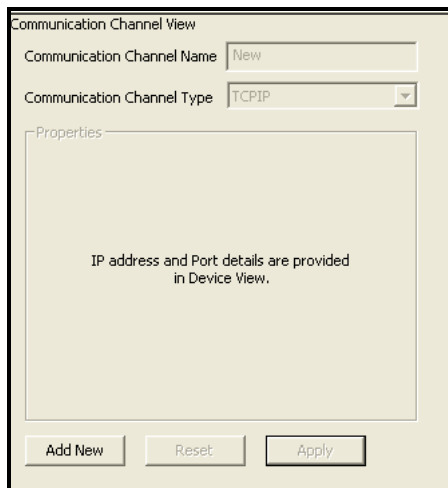 Communication Channel View
Communication Channel Name New
Communication Channel Type TCPIP
Properties
IP address and Port details are provided
in Device View.
Add New Reset Apply